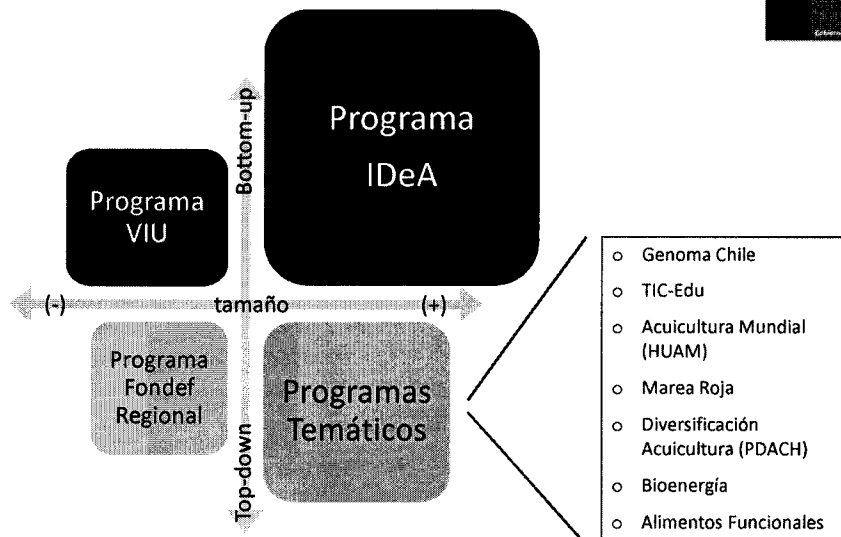 Programa
IDeA
Bottom-up
Programa
VIU
(-)
tamaño
(+)
Programa
Fondef
Regional
Programas
Temáticos
Top-down
○ Genoma Chile
○ TIC-Edu
○ Acuicultura Mundial
(HUAM)
○ Marea Roja
○ Diversificación
Acuicultura (PDACH)
○ Bioenergía
○ Alimentos Funcionales